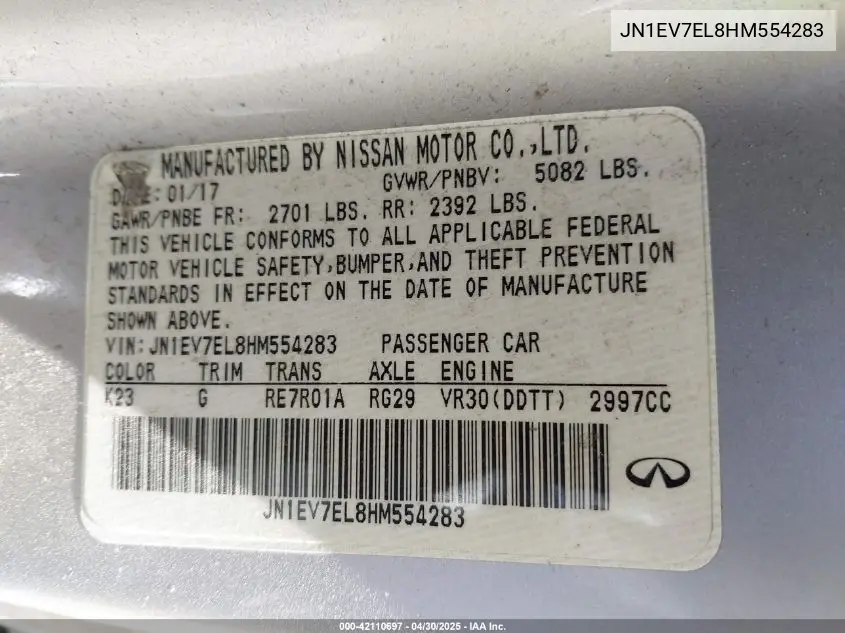 JN1EV7EL8HM554283
MANUFACTURED BY NISSAN MOTOR CO.,LTD.
DATE: 01/17 GVWR/PNBV: 5082 LBS.
GAWR/PNBE FR: 2701 LBS. RR: 2392 LBS.
THIS VEHICLE CONFORMS TO ALL APPLICABLE FEDERAL
MOTOR VEHICLE SAFETY,BUMPER,AND THEFT PREVENTION
STANDARDS IN EFFECT ON THE DATE OF MANUFACTURE
SHOWN ABOVE.
VIN:JN1EV7EL8HM554283 PASSENGER CAR
COLOR TRIM TRANS AXLE ENGINE
K23 G RE7R01A RG29 VR30(DDTT) 2997CC
JN1EV7EL8HM554283
000-42110697 - 04/30/2025 - IAA Inc.